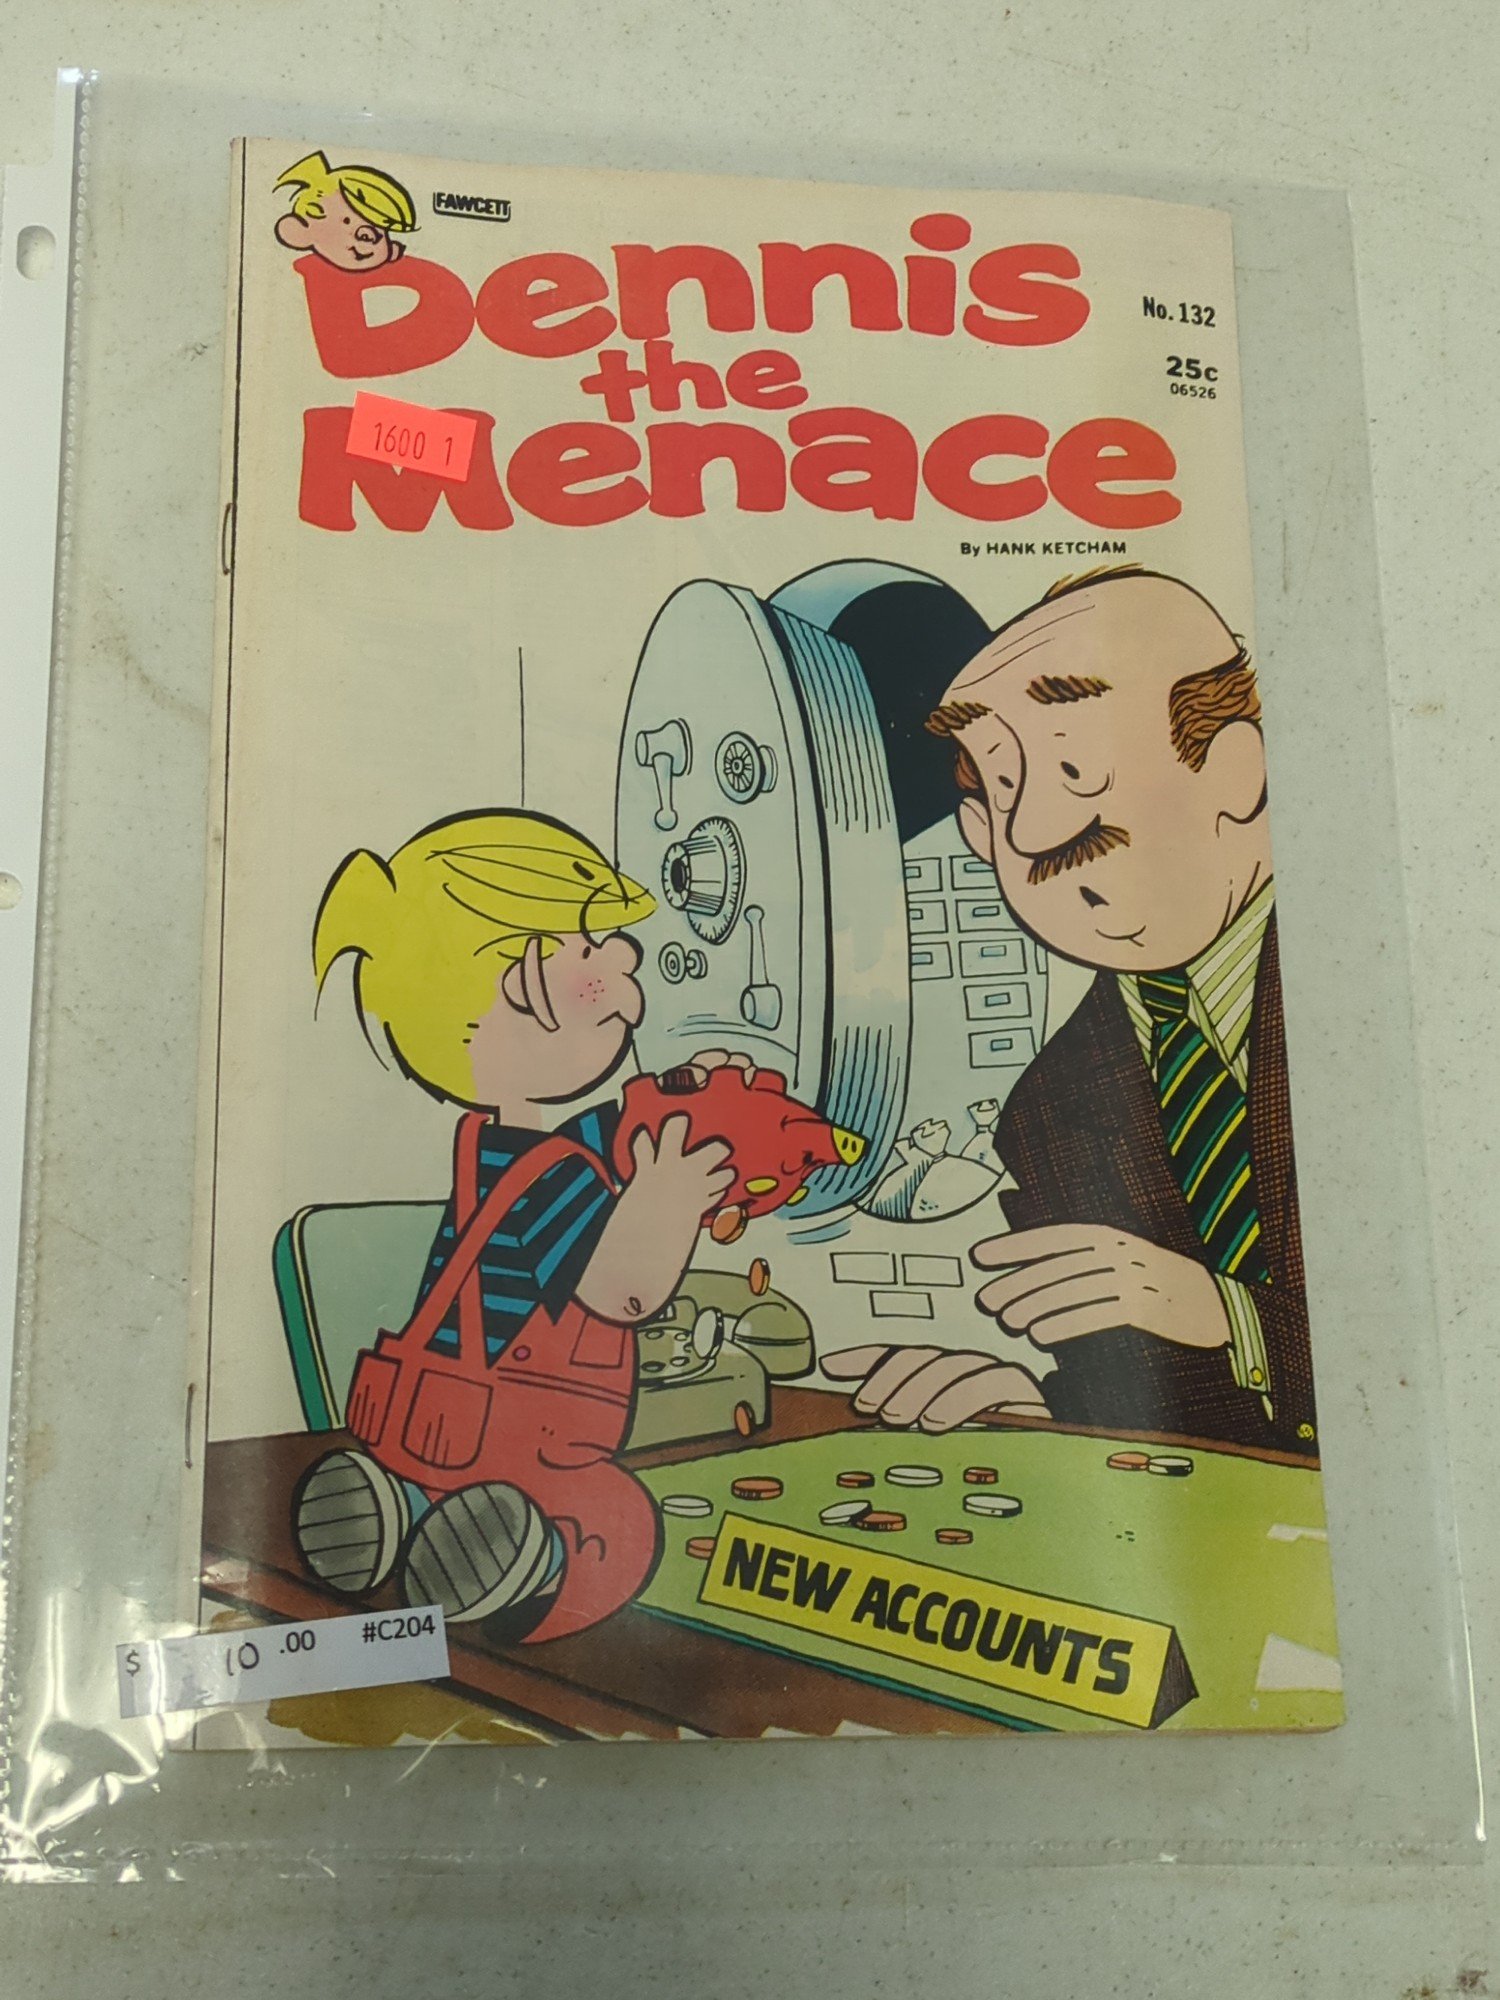 FAWCETT
Dennis
the
Menace
No. 132
25c
06526
1600 1
By HANK KETCHAM
NEW ACCOUNTS
$ 10 .00 #C204